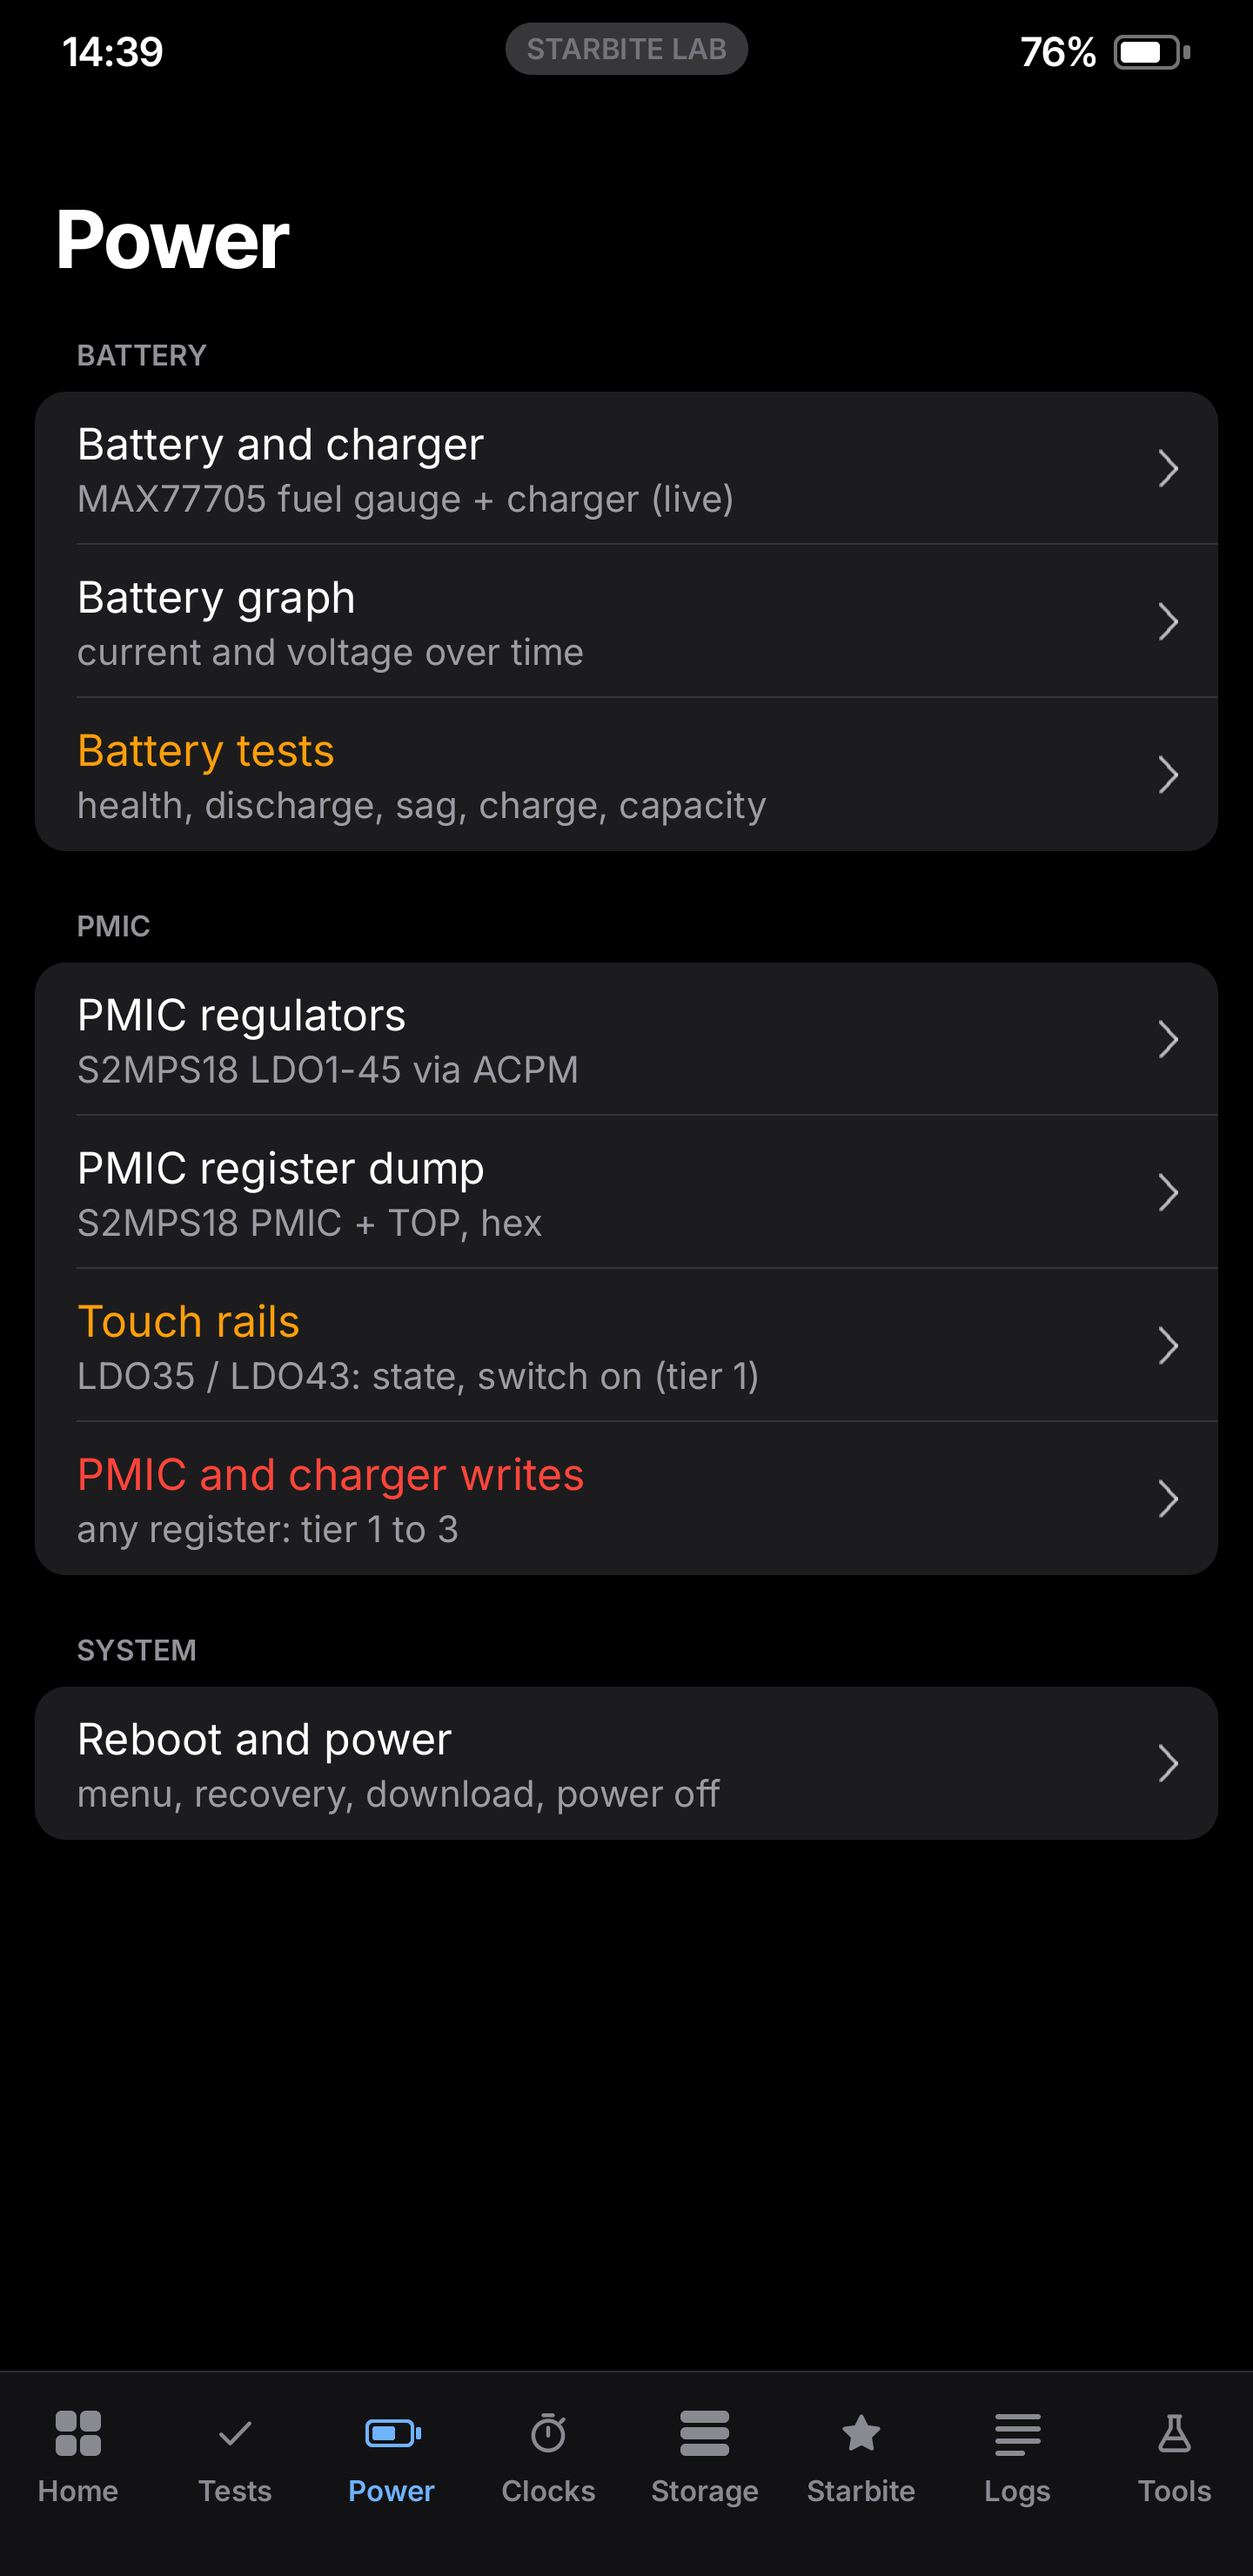 14:39
STARBITE LAB
76%
Power
BATTERY
Battery and charger
MAX77705 fuel gauge + charger (live)
Battery graph
current and voltage over time
Battery tests
health, discharge, sag, charge, capacity
PMIC
PMIC regulators
S2MPS18 LDO1-45 via ACPM
PMIC register dump
S2MPS18 PMIC + TOP, hex
Touch rails
LDO35 / LDO43: state, switch on (tier 1)
PMIC and charger writes
any register: tier 1 to 3
SYSTEM
Reboot and power
menu, recovery, download, power off
Home
Tests
Power
Clocks
Storage
Starbite
Logs
Tools